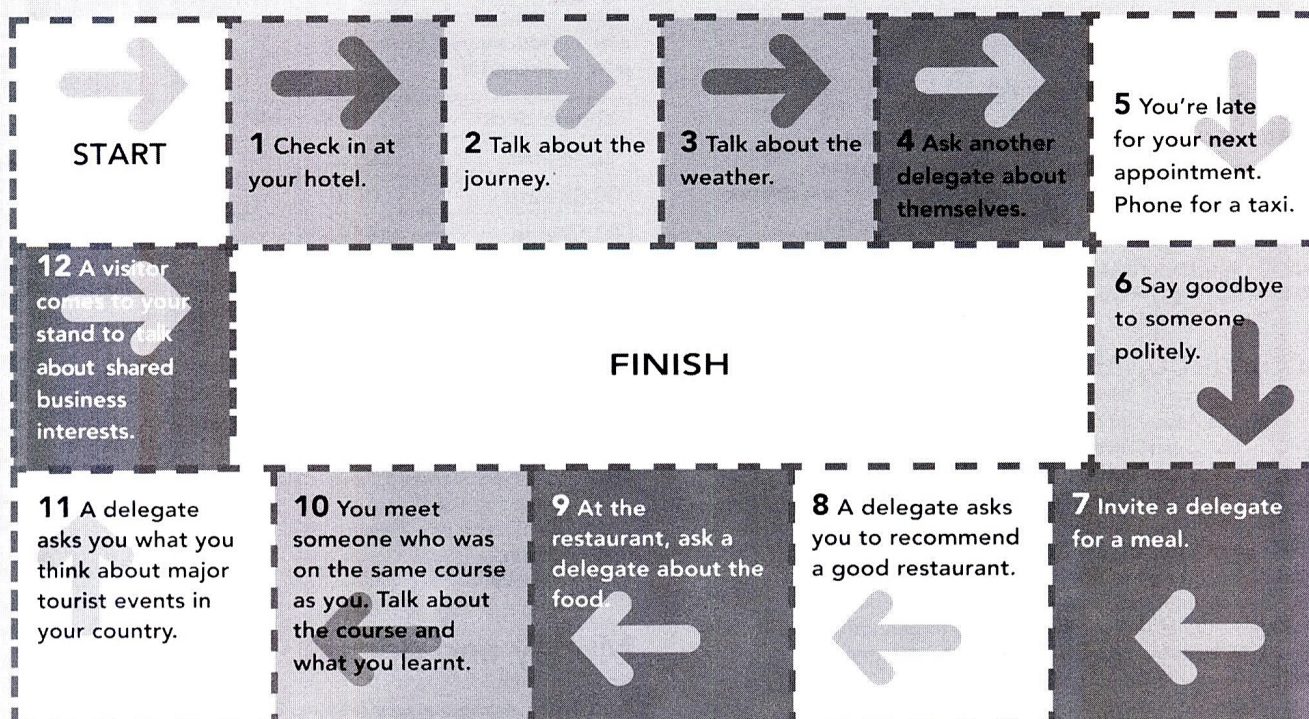 START
1 Check in at
your hotel.
2 Talk about the
journey.
3 Talk about the
weather.
4 Ask another
delegate about
themselves.
5 You're late
for your next
appointment.
Phone for a taxi.
6 Say goodbye
to someone
politely.
7 Invite a delegate
for a meal.
8 A delegate asks
you to recommend
a good restaurant.
9 At the
restaurant, ask a
delegate about the
food.
10 You meet
someone who was
on the same course
as you. Talk about
the course and
what you learnt.
11 A delegate
asks you what you
think about major
tourist events in
your country.
12 A visitor
comes to your
stand to talk
about shared
business
interests.
FINISH